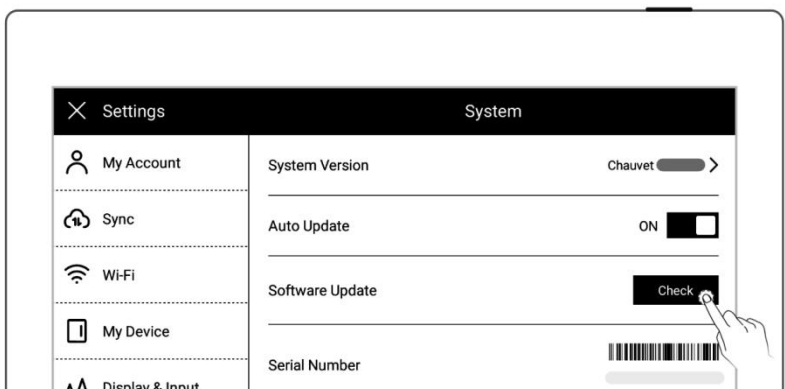 Settings
System
My Account
System Version
Chauvet
Sync
Auto Update
ON
Wi-Fi
Software Update
Check
My Device
Serial Number
Display & Input